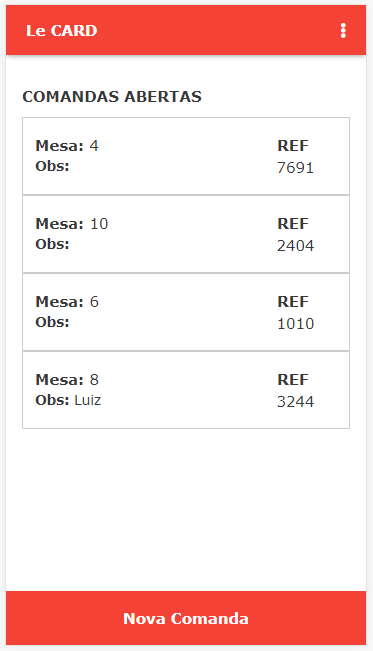 Le CARD
COMANDAS ABERTAS
Mesa: 4 REF
Obs: 7691
Mesa: 10 REF
Obs: 2404
Mesa: 6 REF
Obs: 1010
Mesa: 8 REF
Obs: Luiz 3244
Nova Comanda